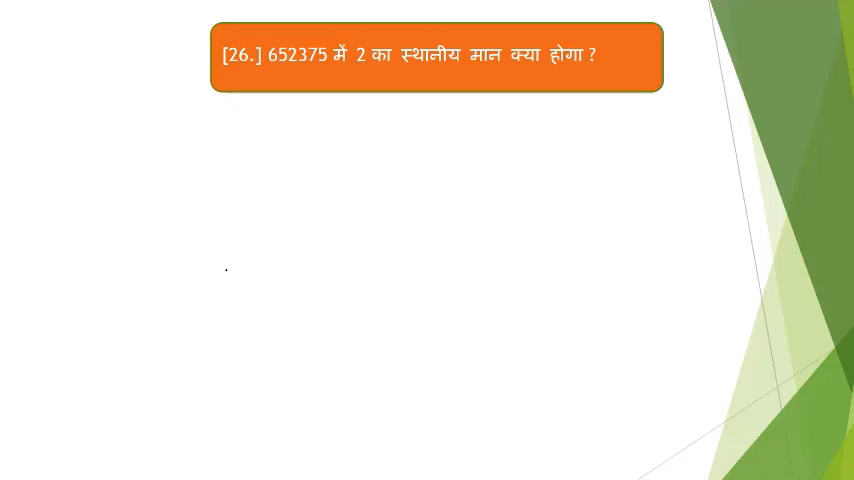 [26.] 652375 में 2 का स्थानीय मान क्या होगा ?